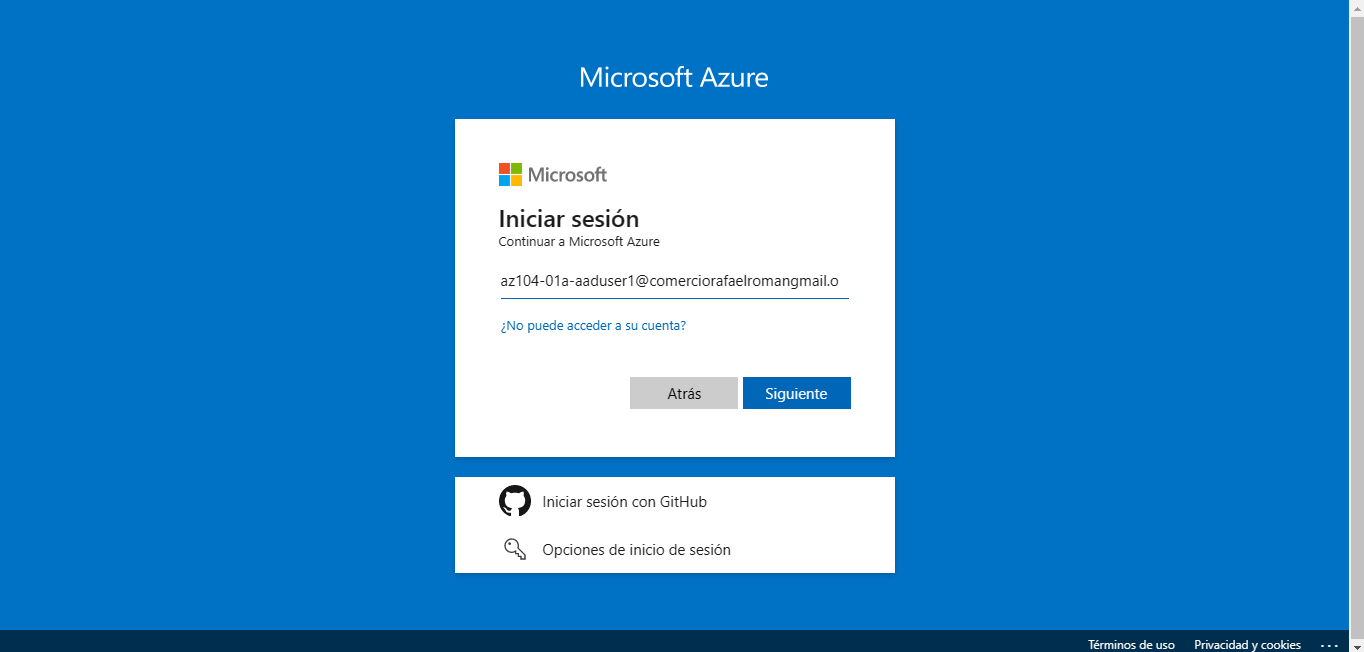 Microsoft Azure
Microsoft
Iniciar sesión
Continuar a Microsoft Azure
az104-01a-aaduser1@comerciorafaelromangmail.o
¿No puede acceder a su cuenta?
Atrás
Siguiente
Iniciar sesión con GitHub
Opciones de inicio de sesión
Términos de uso
Privacidad y cookies
...